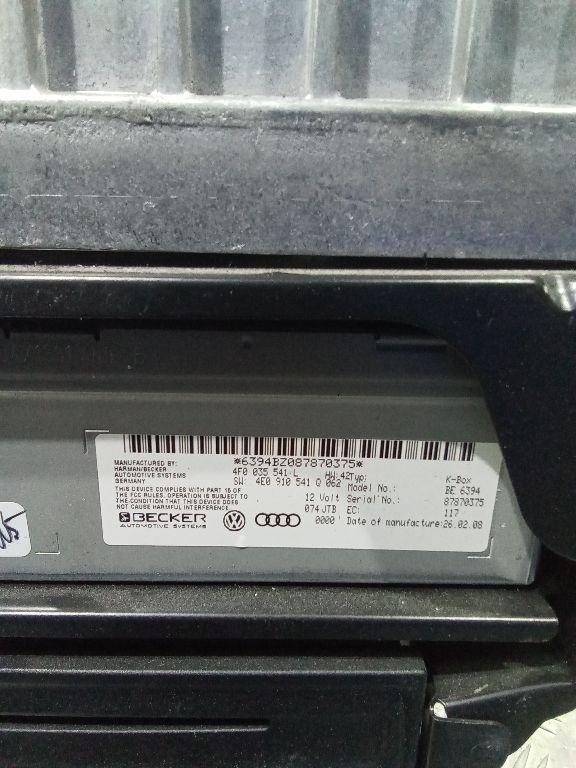 *6394BZ087870375*
MANUFACTURED BY:
HARMAN/BECKER
AUTOMOTIVE SYSTEMS
GERMANY
THIS DEVICE COMPLIES WITH PART 15 OF
THE FCC RULES, OPERATION IS SUBJECT TO
THE CONDITION THAT THIS DEVICE DOES
NOT CAUSE HARMFUL INTERFERENCE
4F0 035 541 L HW: 42 Typ: K-Box
SW: 4E0 910 541 Q 062 Model No.: BE 6394
12 Volt Serial No.: 87870375
074 JTB EC: 117
0000' Date of manufacture: 26.02.08
BECKER
AUTOMOTIVE SYSTEMS